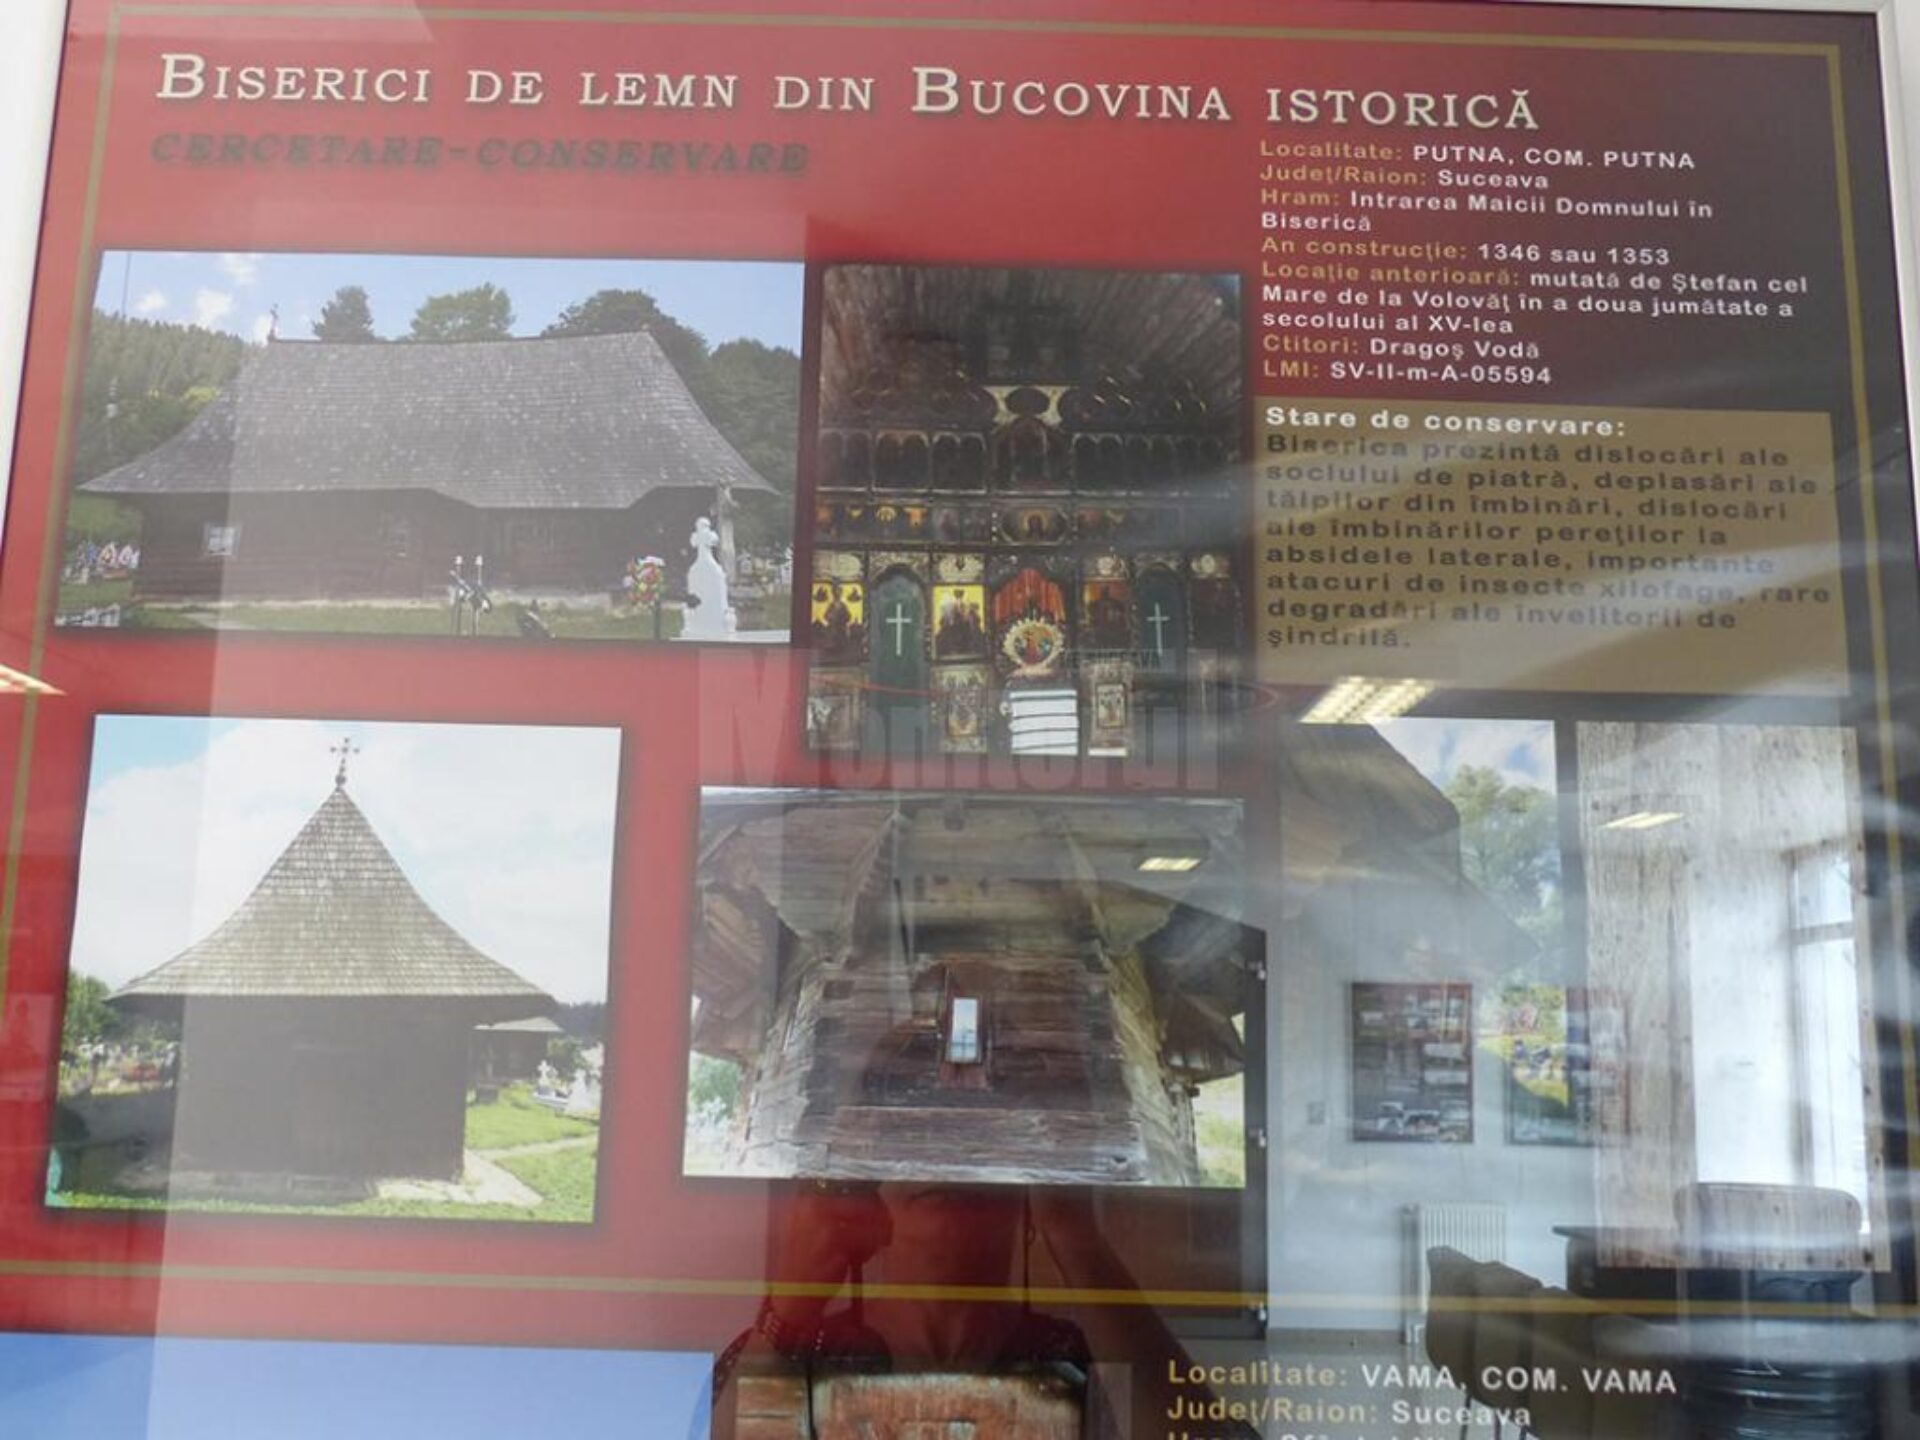 BISERICI DE LEMN DIN BUCOVINA ISTORICĂ
CERCETARE-CONSERVARE
Localitate: PUTNA, COM. PUTNA
Județ/Raion: Suceava
Hram: Intrarea Maicii Domnului în
Biserică
An construcție: 1346 sau 1353
Locație anterioară: mutată de Ștefan cel
Mare de la Volovăț în a doua jumătate a
secolului al XV-lea
Ctitori: Dragoș Vodă
LMI: SV-II-m-A-05594
Stare de conservare:
Biserica prezintă dislocări ale
soclului de piatră, deplasări ale
tălpilor din îmbinări, dislocări
ale îmbinărilor pereților la
absidele laterale, importante
atacuri de insecte xilofage, rare
degradări ale învelitorii de
șindrilă.
Monitorul
DE SUCEAVA
Localitate: VAMA, COM. VAMA
Județ/Raion: Suceava